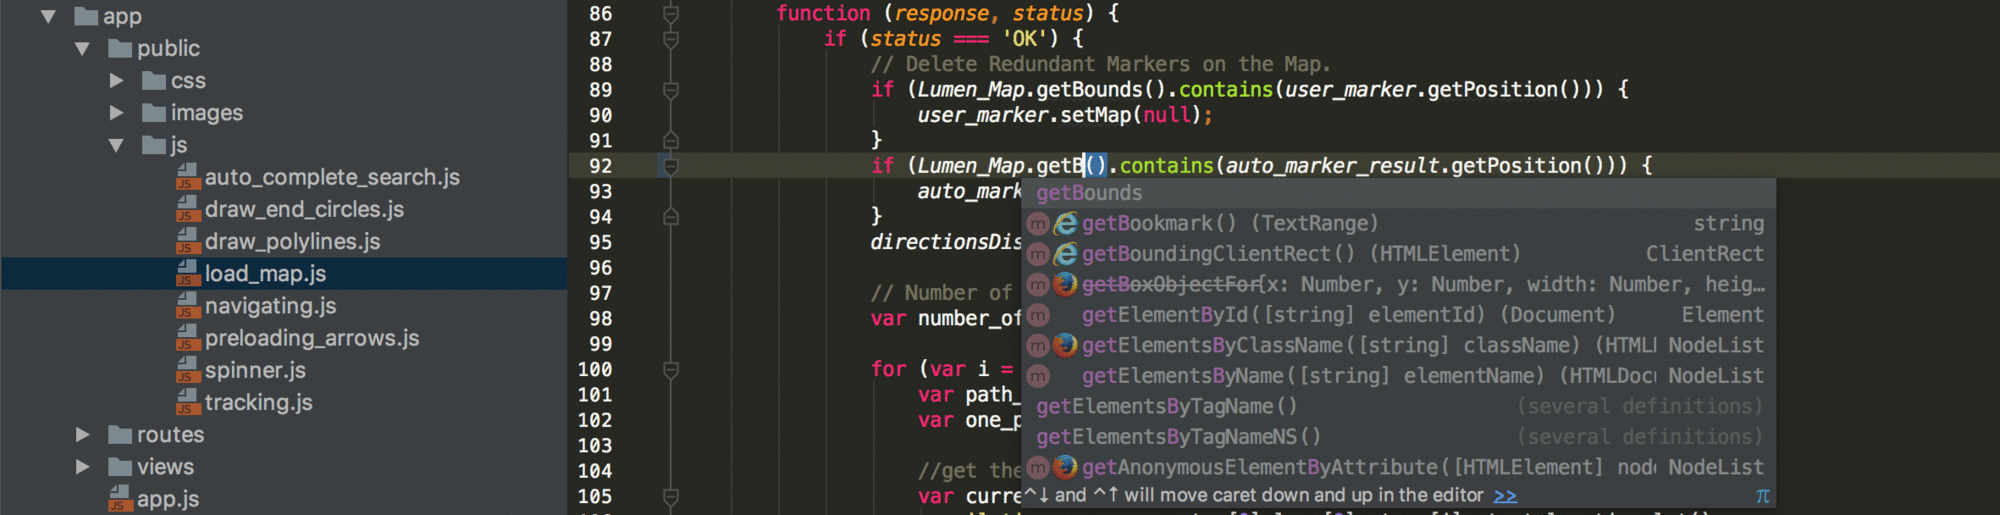 app
public
css
images
js
auto_complete_search.js
draw_end_circles.js
draw_polylines.js
load_map.js
navigating.js
preloading_arrows.js
spinner.js
tracking.js
routes
views
app.js
86 function (response, status) {
87 if (status === 'OK') {
88 // Delete Redundant Markers on the Map.
89 if (Lumen_Map.getBounds().contains(user_marker.getPosition())) {
90 user_marker.setMap(null);
91 }
92 if (Lumen_Map.getB().contains(auto_marker_result.getPosition())) {
93 auto_mark
94 }
95 directionsDis
96
97 // Number of
98 var number_of
99
100 for (var i =
101 var path_
102 var one_p
103
104 //get the
105 var curre
getBounds
getBookmark() (TextRange) string
getBoundingClientRect() (HTMLElement) ClientRect
getBoxObjectFor{x: Number, y: Number, width: Number, heig…
getElementById([string] elementId) (Document) Element
getElementsByClassName([string] className) (HTML NodeList
getElementsByName([string] elementName) (HTMLDoc NodeList
getElementsByTagName() (several definitions)
getElementsByTagNameNS() (several definitions)
getAnonymousElementByAttribute([HTMLElement] node NodeList
^↓ and ^↑ will move caret down and up in the editor >> π